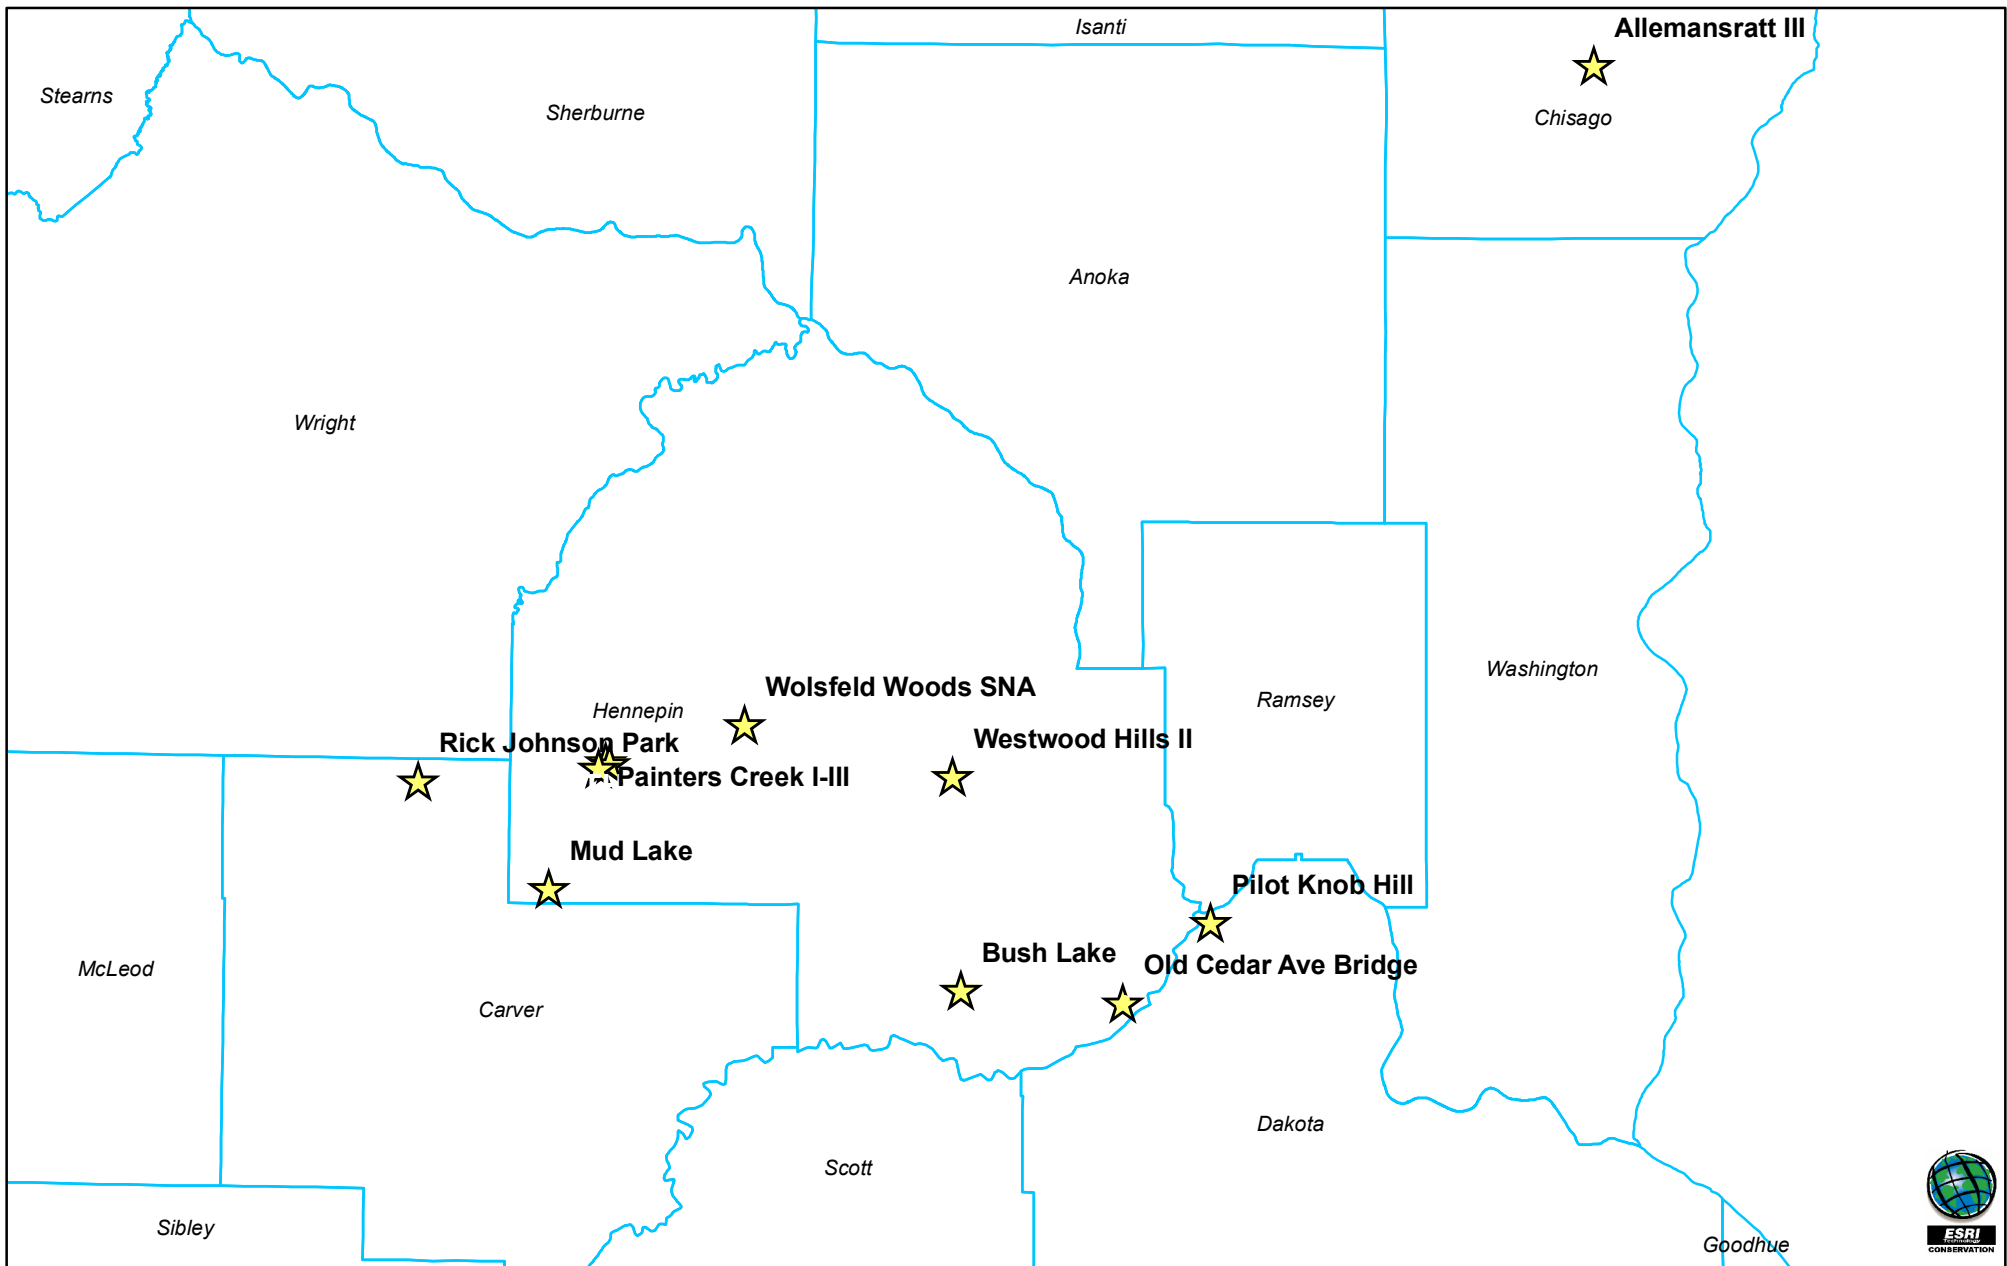 Isanti
Allemansratt III
Stearns
Sherburne
Chisago
Anoka
Wright
Washington
Wolsfeld Woods SNA
Ramsey
Hennepin
Westwood Hills II
Rick Johnson Park
Painters Creek I-III
Mud Lake
Pilot Knob Hill
Bush Lake
Old Cedar Ave Bridge
McLeod
Carver
Dakota
Scott
Sibley
Goodhue
ESRI
Technology
CONSERVATION